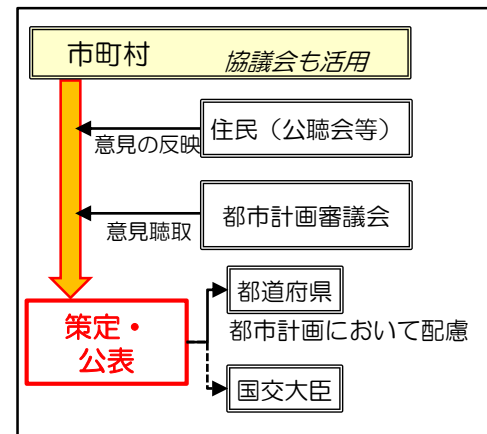 市町村 協議会も活用
住民（公聴会等）
意見の反映
都市計画審議会
意見聴取
都道府県
策定・
公表
都市計画において配慮
国交大臣